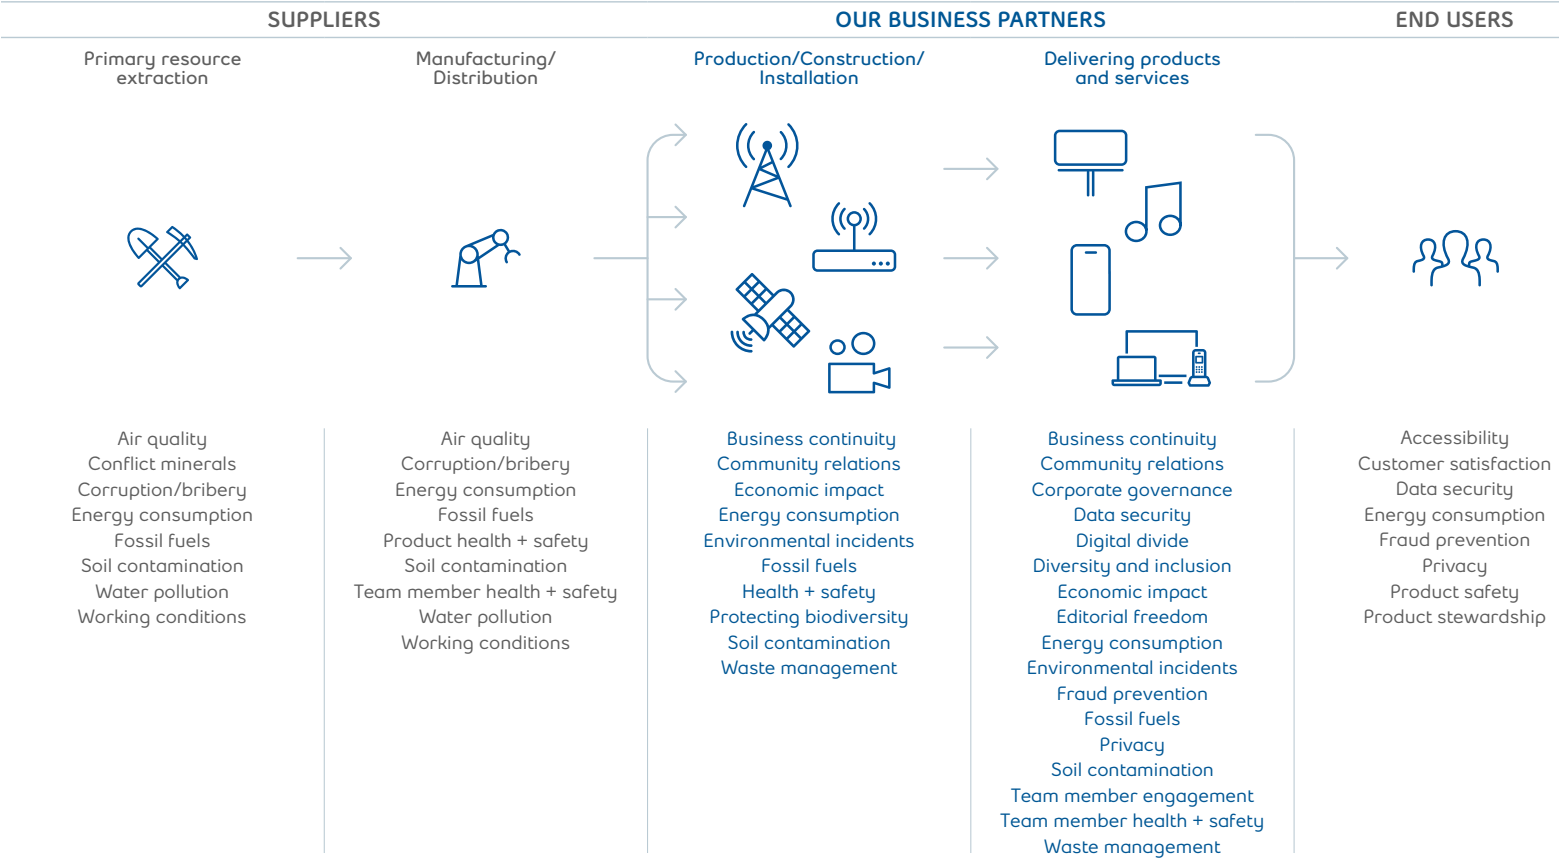 SUPPLIERS
OUR BUSINESS PARTNERS
END USERS
Primary resource
extraction
Manufacturing/
Distribution
Production/Construction/
Installation
Delivering products
and services
Air quality
Conflict minerals
Corruption/bribery
Energy consumption
Fossil fuels
Soil contamination
Water pollution
Working conditions
Air quality
Corruption/bribery
Energy consumption
Fossil fuels
Product health + safety
Soil contamination
Team member health + safety
Water pollution
Working conditions
Business continuity
Community relations
Economic impact
Energy consumption
Environmental incidents
Fossil fuels
Health + safety
Protecting biodiversity
Soil contamination
Waste management
Business continuity
Community relations
Corporate governance
Data security
Digital divide
Diversity and inclusion
Economic impact
Editorial freedom
Energy consumption
Environmental incidents
Fraud prevention
Fossil fuels
Privacy
Soil contamination
Team member engagement
Team member health + safety
Waste management
Accessibility
Customer satisfaction
Data security
Energy consumption
Fraud prevention
Privacy
Product safety
Product stewardship